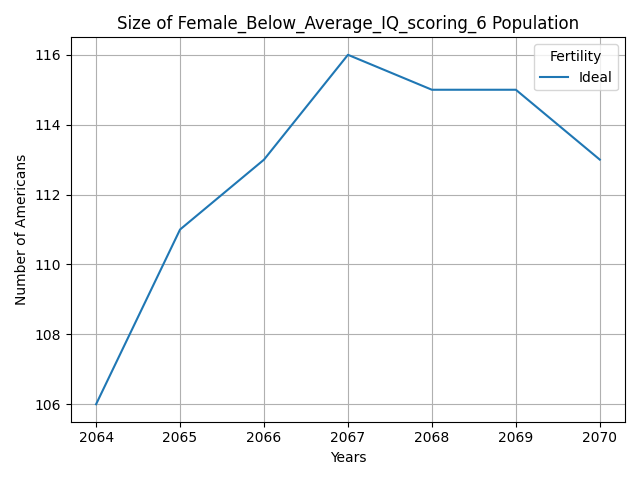 Size of Female_Below_Average_IQ_scoring_6 Population
Fertility
Ideal
Number of Americans
116
114
112
110
108
106
2064 2065 2066 2067 2068 2069 2070
Years